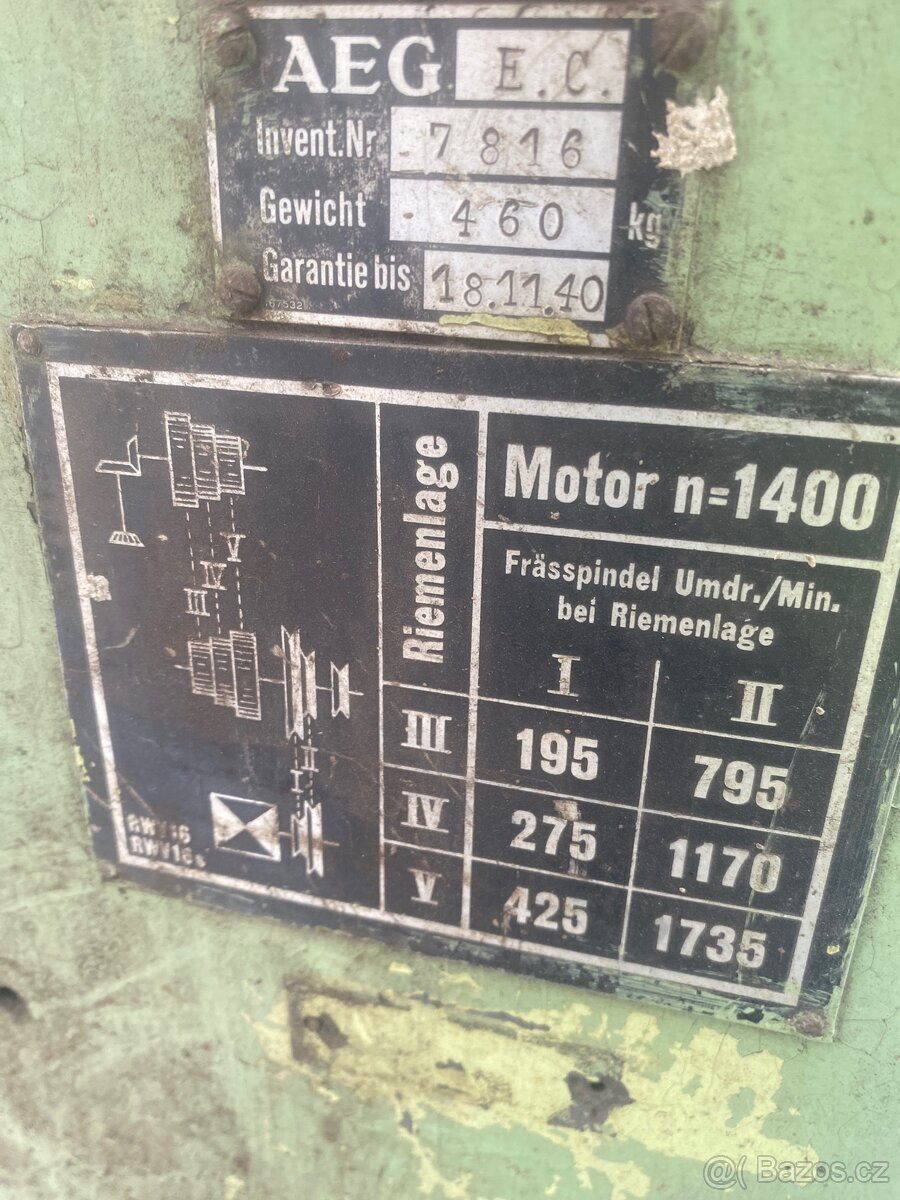 AEG E.C.
Invent.Nr 7816
Gewicht 460 kg
Garantie bis 18.11.40
67532
Riemenlage
Motor n=1400
Frässpindel Umdr./Min.
bei Riemenlage
I II
III 195 795
IV 275 1170
V 425 1735
III IV V
I II
@( Bazos.cz